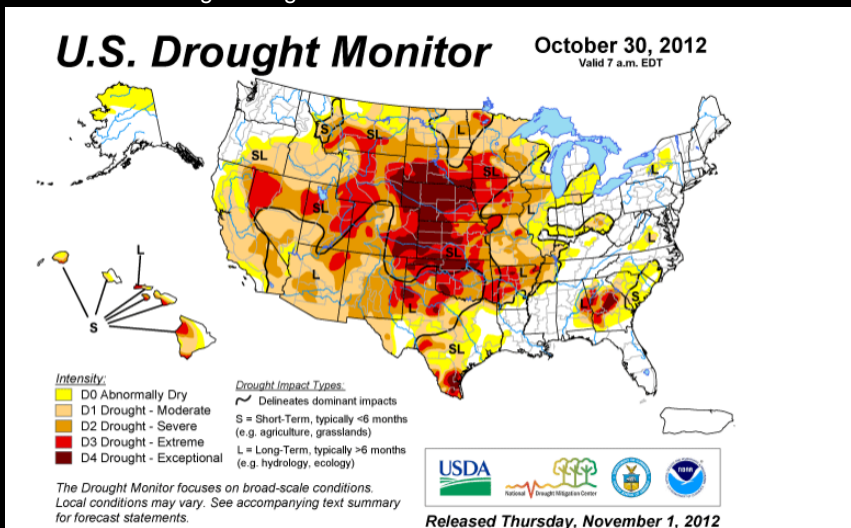 U.S. Drought Monitor
October 30, 2012
Valid 7 a.m. EDT
S
SL
L
SL
SL
L
L
SL
L
SL
L
L
L
S
L
L
SL
L
S
Intensity:
D0 Abnormally Dry
D1 Drought - Moderate
D2 Drought - Severe
D3 Drought - Extreme
D4 Drought - Exceptional
Drought Impact Types:
Delineates dominant impacts
S = Short-Term, typically <6 months
(e.g. agriculture, grasslands)
L = Long-Term, typically >6 months
(e.g. hydrology, ecology)
The Drought Monitor focuses on broad-scale conditions.
Local conditions may vary. See accompanying text summary
for forecast statements.
USDA
National Drought Mitigation Center
NOAA
Released Thursday, November 1, 2012